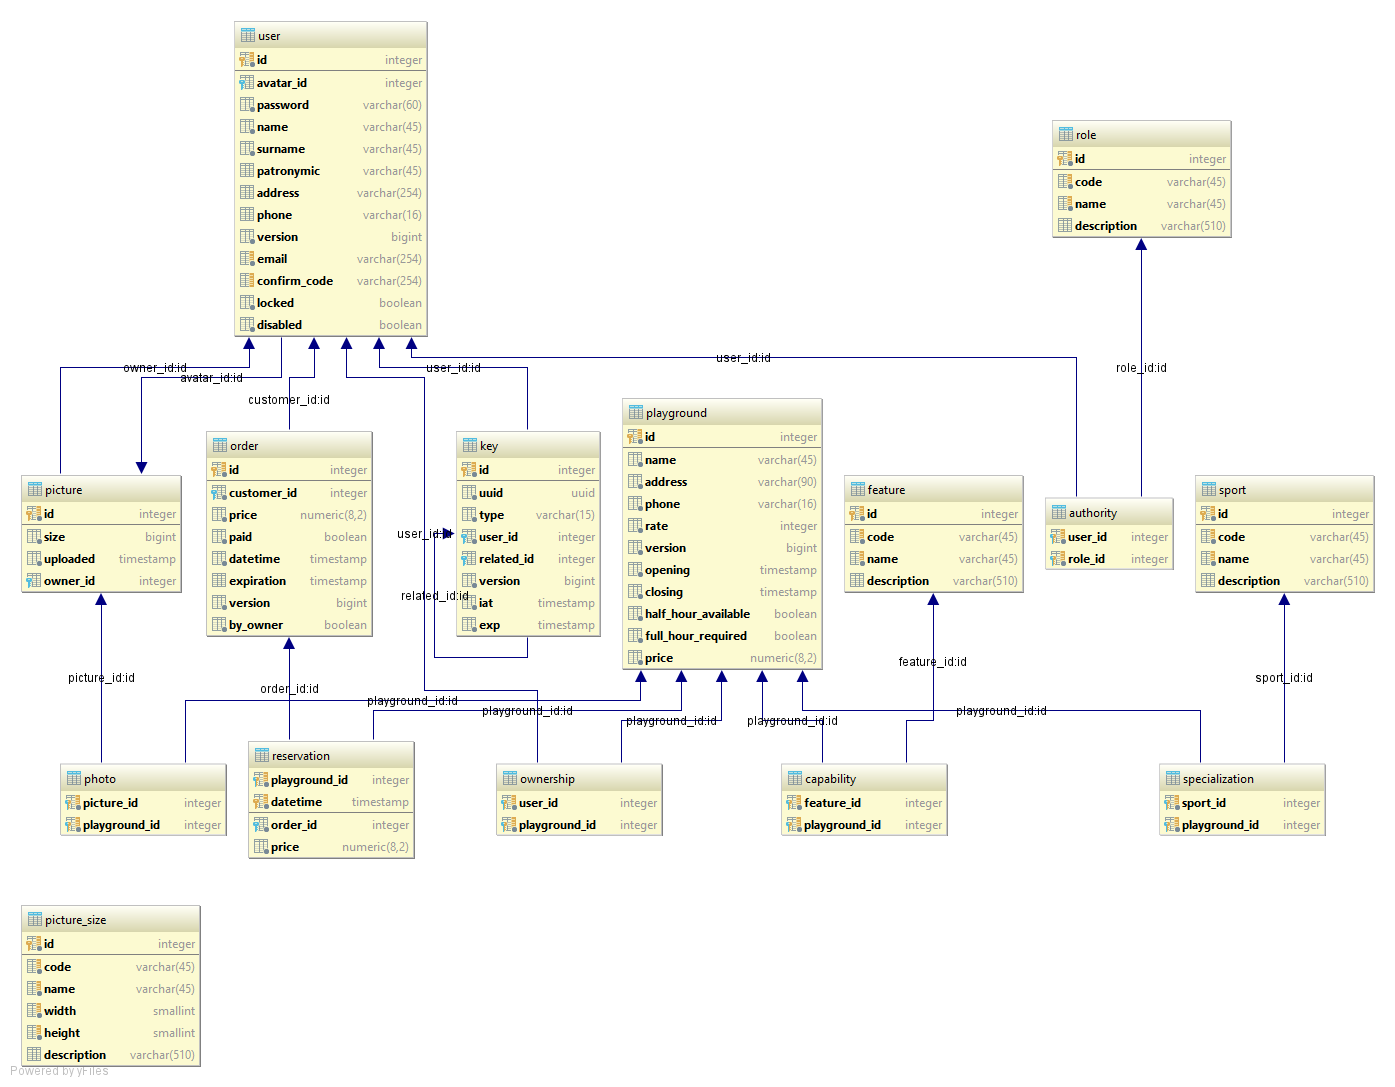 user
id integer
avatar_id integer
password varchar(60)
name varchar(45)
surname varchar(45)
patronymic varchar(45)
address varchar(254)
phone varchar(16)
version bigint
email varchar(254)
confirm_code varchar(254)
locked boolean
disabled boolean
role
id integer
code varchar(45)
name varchar(45)
description varchar(510)
owner_id:id
avatar_id:id
customer_id:id
user_id:id
user_id:id
role_id:id
picture
id integer
size bigint
uploaded timestamp
owner_id integer
order
id integer
customer_id integer
price numeric(8,2)
paid boolean
datetime timestamp
expiration timestamp
version bigint
by_owner boolean
user_id:id
related_id:id
key
id integer
uuid uuid
type varchar(15)
user_id integer
related_id integer
version bigint
iat timestamp
exp timestamp
playground
id integer
name varchar(45)
address varchar(90)
phone varchar(16)
rate integer
version bigint
opening timestamp
closing timestamp
half_hour_available boolean
full_hour_required boolean
price numeric(8,2)
feature
id integer
code varchar(45)
name varchar(45)
description varchar(510)
authority
user_id integer
role_id integer
sport
id integer
code varchar(45)
name varchar(45)
description varchar(510)
picture_id:id
order_id:id
playground_id:id
playground_id:id
playground_id:id
playground_id:id
feature_id:id
playground_id:id
sport_id:id
photo
picture_id integer
playground_id integer
reservation
playground_id integer
datetime timestamp
order_id integer
price numeric(8,2)
ownership
user_id integer
playground_id integer
capability
feature_id integer
playground_id integer
specialization
sport_id integer
playground_id integer
picture_size
id integer
code varchar(45)
name varchar(45)
width smallint
height smallint
description varchar(510)
Powered by yFiles